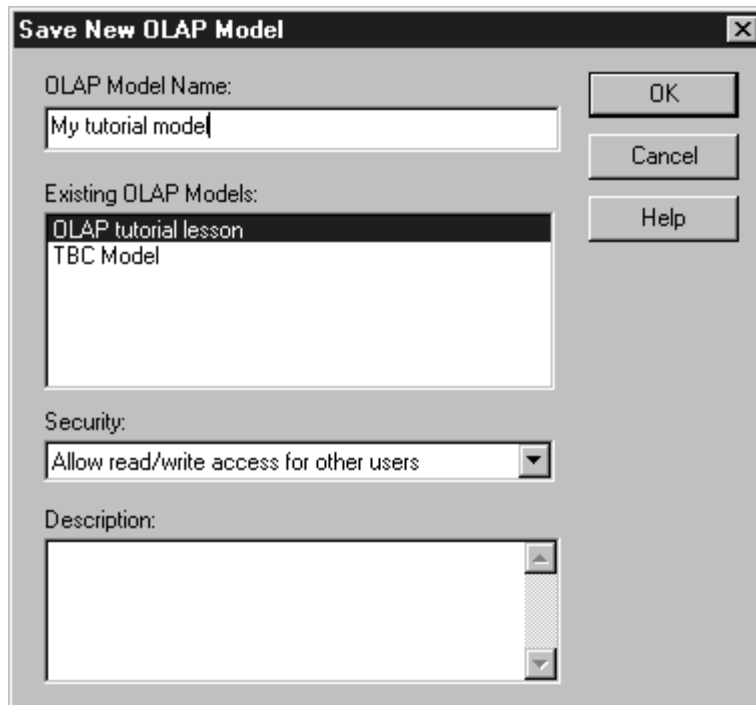 Save New OLAP Model
OLAP Model Name:
My tutorial model
OK
Cancel
Existing OLAP Models:
OLAP tutorial lesson
TBC Model
Help
Security:
Allow read/write access for other users
Description: